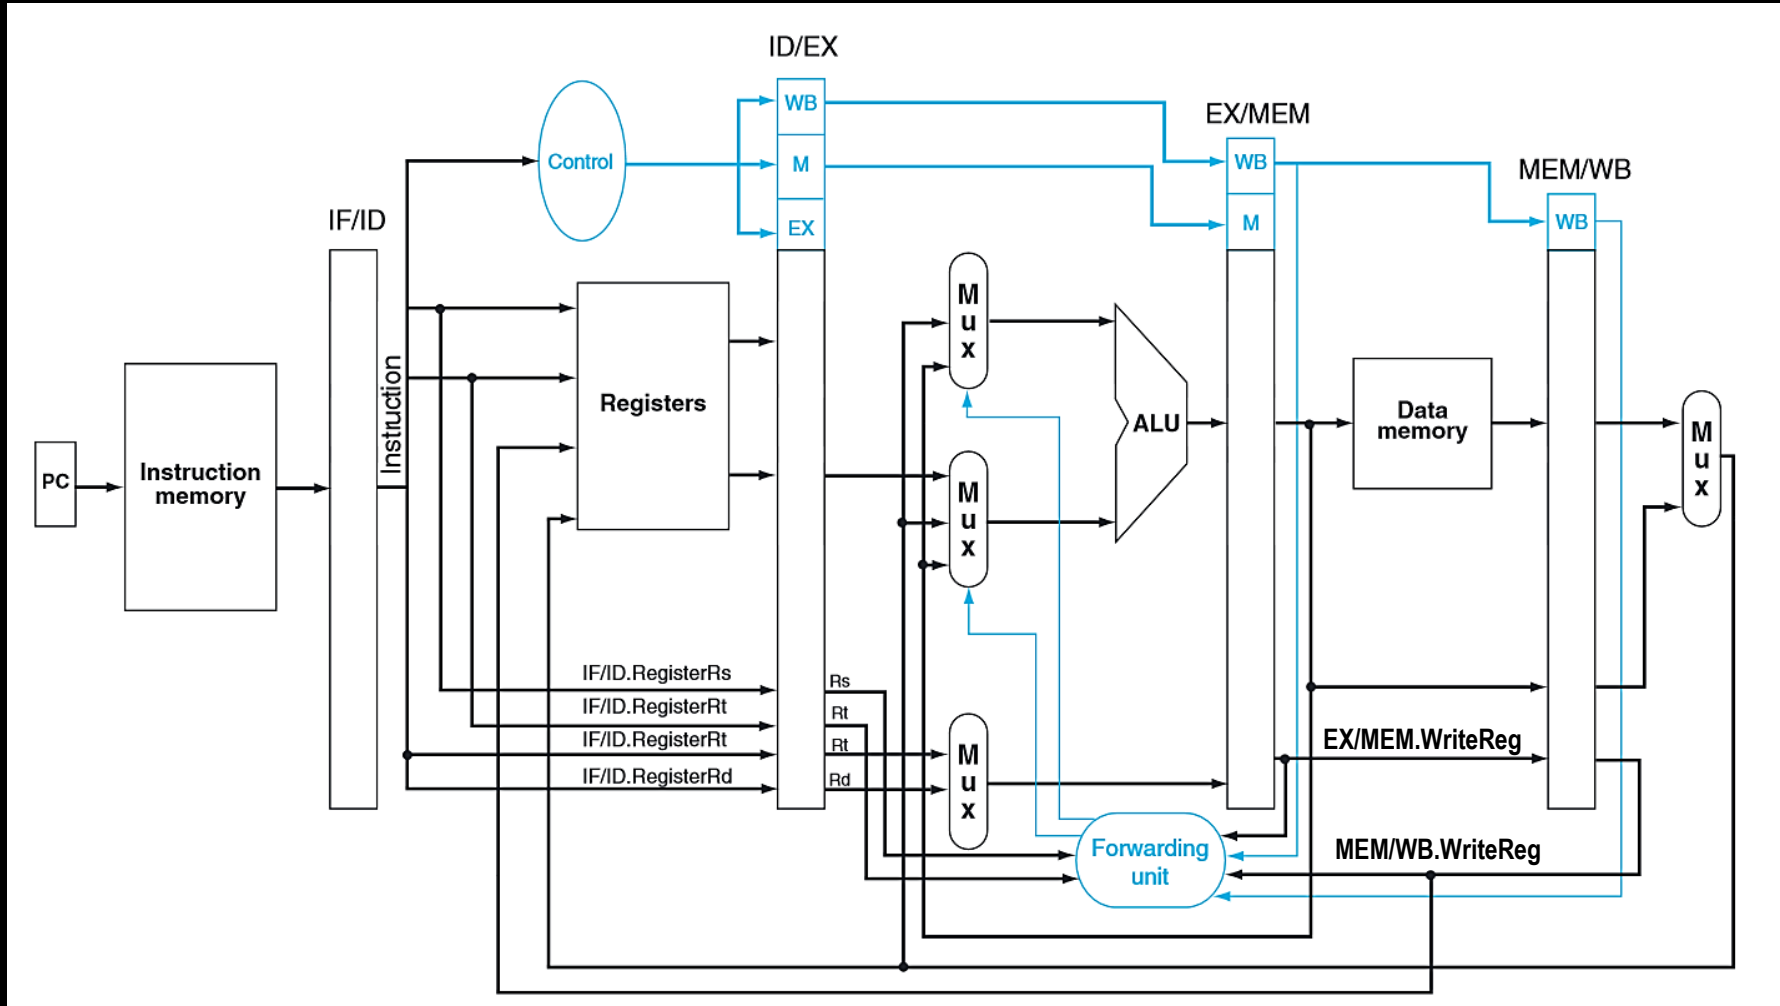 ID/EX
WB
EX/MEM
Control
M
WB
MEM/WB
IF/ID
EX
M
WB
M
u
x
Instruction
Registers
ALU
Data
memory
M
u
x
PC
Instruction
memory
M
u
x
IF/ID.RegisterRs
Rs
IF/ID.RegisterRt
Rt
IF/ID.RegisterRt
Rt
EX/MEM.WriteReg
IF/ID.RegisterRd
Rd
M
u
x
Forwarding
unit
MEM/WB.WriteReg